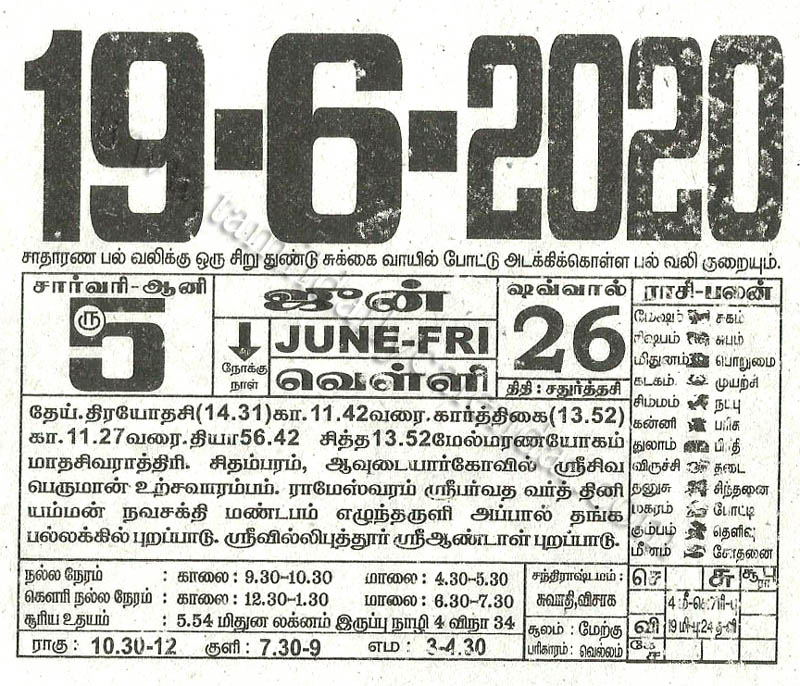 19-6-2020
சாதாரண பல் வலிக்கு ஒரு சிறு துண்டு சுக்கை வாயில் போட்டு அடக்கிக்கொள்ள பல் வலி குறையும்.
சார்வரி-ஆனி
ரு
5
ஜுன்
கீழ்
நோக்கு
நாள்
JUNE-FRI
வெள்ளி
ஷவ்வால்
26
திதி : சதுர்த்தசி
ராசி-பலன்
மேஷம் சுகம்
ரிஷபம் சுபம்
மிதுனம் பொறுமை
கடகம் முயற்சி
சிம்மம் நட்பு
கன்னி பரிசு
துலாம்
விருச்சி தடை
தனுசு சிந்தனை
மகரம் போட்டி
கும்பம் தெளிவு
மீனம் சோதனை
தேய்.திரயோதசி(14.31)கா.11.42வரை.கார்த்திகை(13.52)
கா.11.27வரை.தியா56.42 சித்த13.52மேல்மரணயோகம்
மாதசிவராத்திரி. சிதம்பரம், ஆவுடையார்கோவில் ஸ்ரீசிவ
பெருமான் உற்சவாரம்பம். ராமேஸ்வரம் ஸ்ரீபர்வத வர்த் தினி
யம்மன் நவசக்தி மண்டபம் எழுந்தருளி அப்பால் தங்க
பல்லக்கில் புறப்பாடு. ஸ்ரீவில்லிபுத்தூர் ஸ்ரீஆண்டாள் புறப்பாடு.
நல்ல நேரம் : காலை : 9.30-10.30 மாலை : 4.30-5.30
கௌரி நல்ல நேரம் : காலை : 12.30-1.30 மாலை : 6.30-7.30
சூரிய உதயம் : 5.54 மிதுன லக்னம் இருப்பு நாழி 4 விநா 34
ராகு : 10.30-12 குளி : 7.30-9 எம : 3-4.30
சந்திராஷ்டமம் :
சுவாதி,விசாக
சூலம் : மேற்கு
பரிகாரம் : வெல்லம்
செ சு சூ பு
ரா
வி